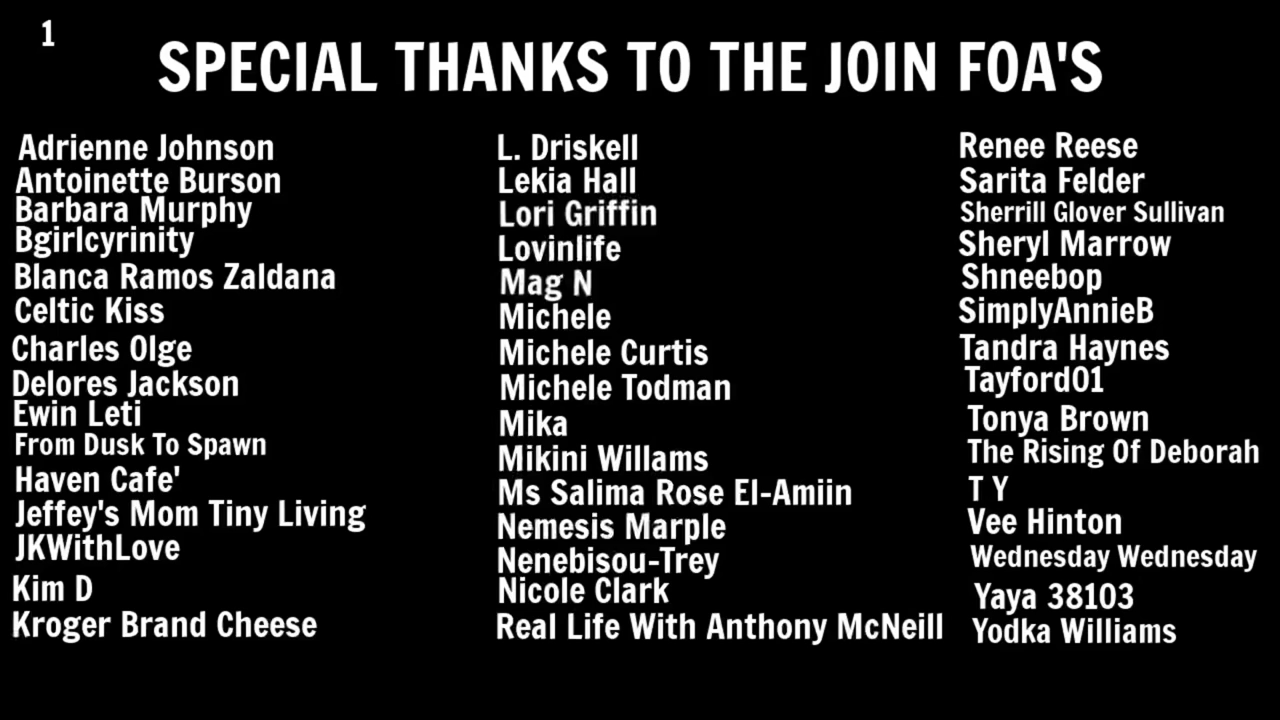 1
SPECIAL THANKS TO THE JOIN FOA'S
Adrienne Johnson
Antoinette Burson
Barbara Murphy
Bgirlcyrinity
Blanca Ramos Zaldana
Celtic Kiss
Charles Olge
Delores Jackson
Ewin Leti
From Dusk To Spawn
Haven Cafe'
Jeffey's Mom Tiny Living
JKWithLove
Kim D
Kroger Brand Cheese
L. Driskell
Lekia Hall
Lori Griffin
Lovinlife
Mag N
Michele
Michele Curtis
Michele Todman
Mika
Mikini Willams
Ms Salima Rose El-Amiin
Nemesis Marple
Nenebisou-Trey
Nicole Clark
Real Life With Anthony McNeill
Renee Reese
Sarita Felder
Sherrill Glover Sullivan
Sheryl Marrow
Shneebop
SimplyAnnieB
Tandra Haynes
Tayford01
Tonya Brown
The Rising Of Deborah
T Y
Vee Hinton
Wednesday Wednesday
Yaya 38103
Yodka Williams